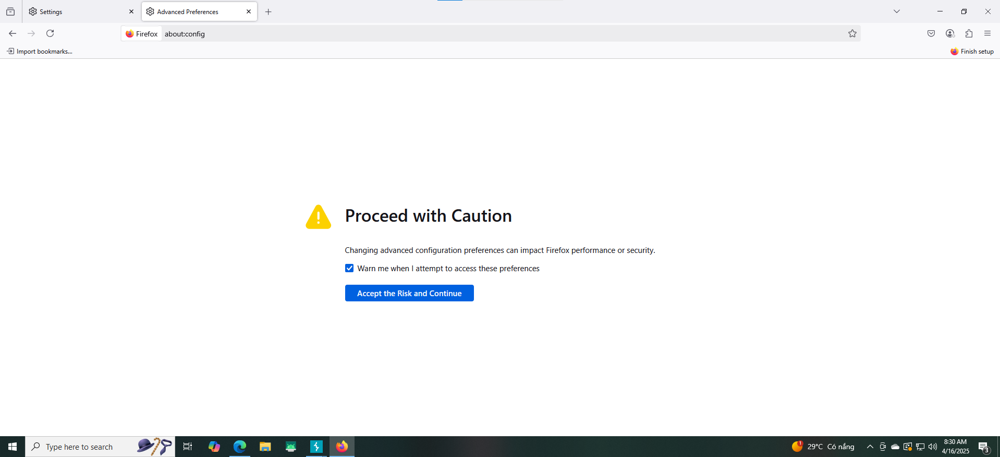 Settings
Advanced Preferences
Firefox about:config
Import bookmarks...
Finish setup
Proceed with Caution
Changing advanced configuration preferences can impact Firefox performance or security.
Warn me when I attempt to access these preferences
Accept the Risk and Continue
Type here to search
1
29°C Có nắng
8:30 AM
4/16/2025
3